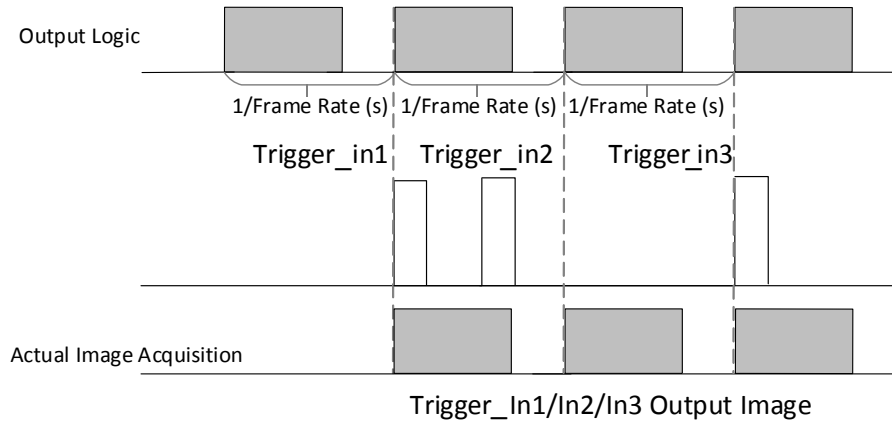 Output Logic
1/Frame Rate (s) 1/Frame Rate (s) 1/Frame Rate (s)
Trigger_in1 Trigger_in2 Trigger_in3
Actual Image Acquisition
Trigger_In1/In2/In3 Output Image